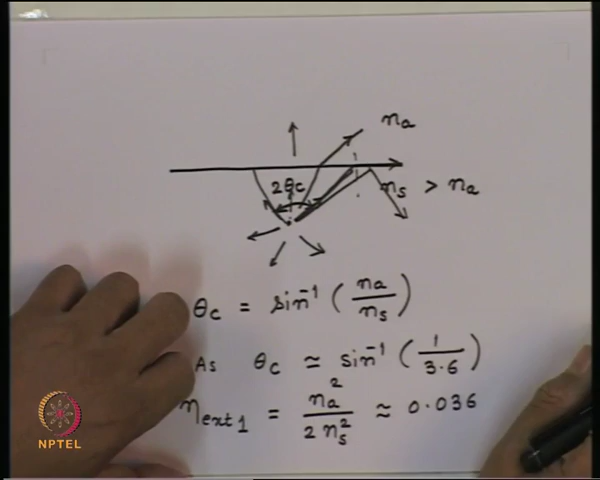 nₐ
2θc
nₛ > nₐ
θc = sin⁻¹ (nₐ/nₛ)
As θc ≃ sin⁻¹ (1/3.6)
ηext1 = nₐ²/2nₛ² ≈ 0.036
NPTEL